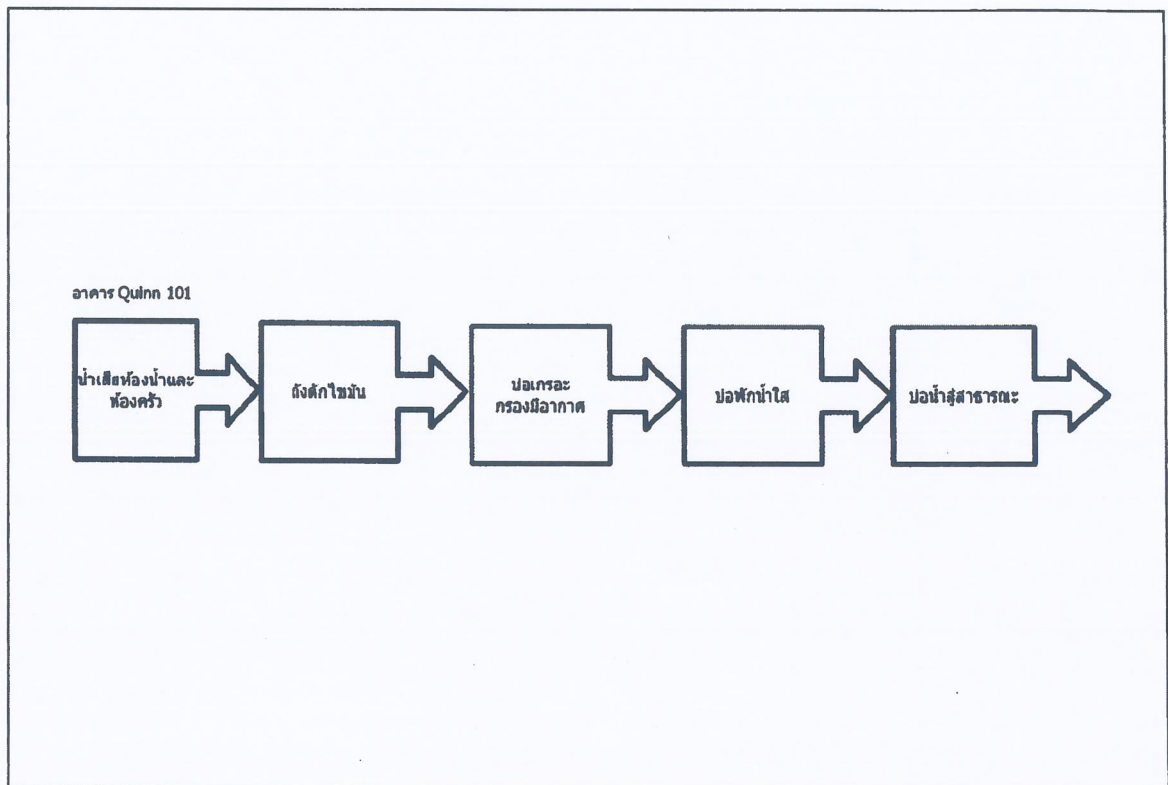 อาคาร Quinn 101
น้ำเสียห้องน้ำและ
ห้องครัว
ถังดักไขมัน
บ่อเกรอะ
กรองมีอากาศ
บ่อพักน้ำใส
บ่อน้ำสู่สาธารณะ